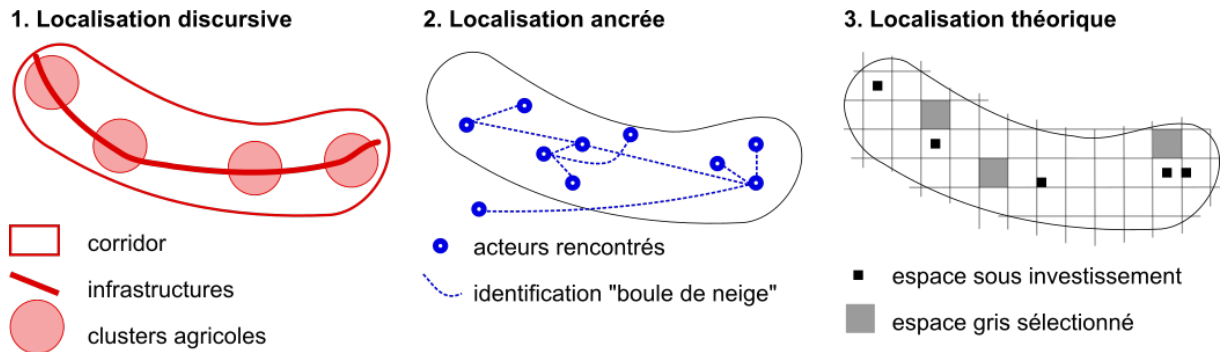 1. Localisation discursive
corridor
infrastructures
clusters agricoles
2. Localisation ancrée
acteurs rencontrés
identification "boule de neige"
3. Localisation théorique
espace sous investissement
espace gris sélectionné